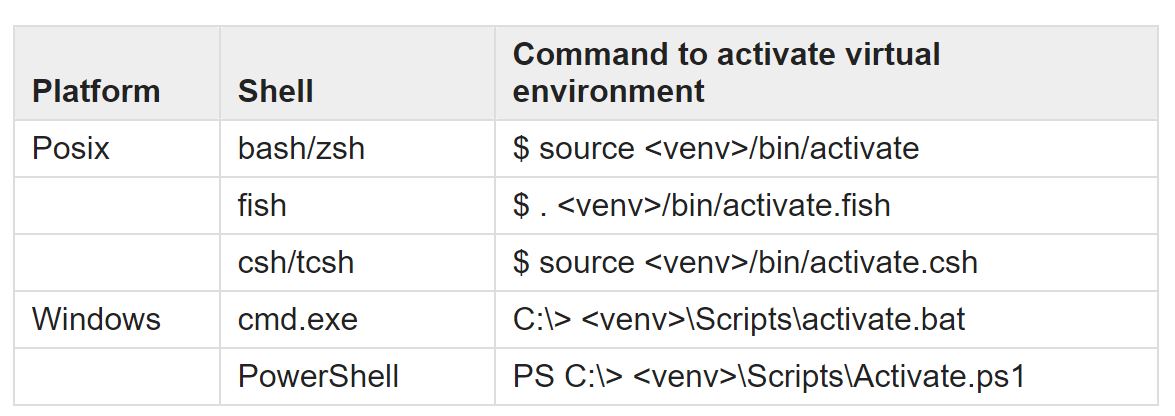 Platform Shell Command to activate virtual
environment
Posix bash/zsh $ source <venv>/bin/activate
fish $ . <venv>/bin/activate.fish
csh/tcsh $ source <venv>/bin/activate.csh
Windows cmd.exe C:\> <venv>\Scripts\activate.bat
PowerShell PS C:\> <venv>\Scripts\Activate.ps1